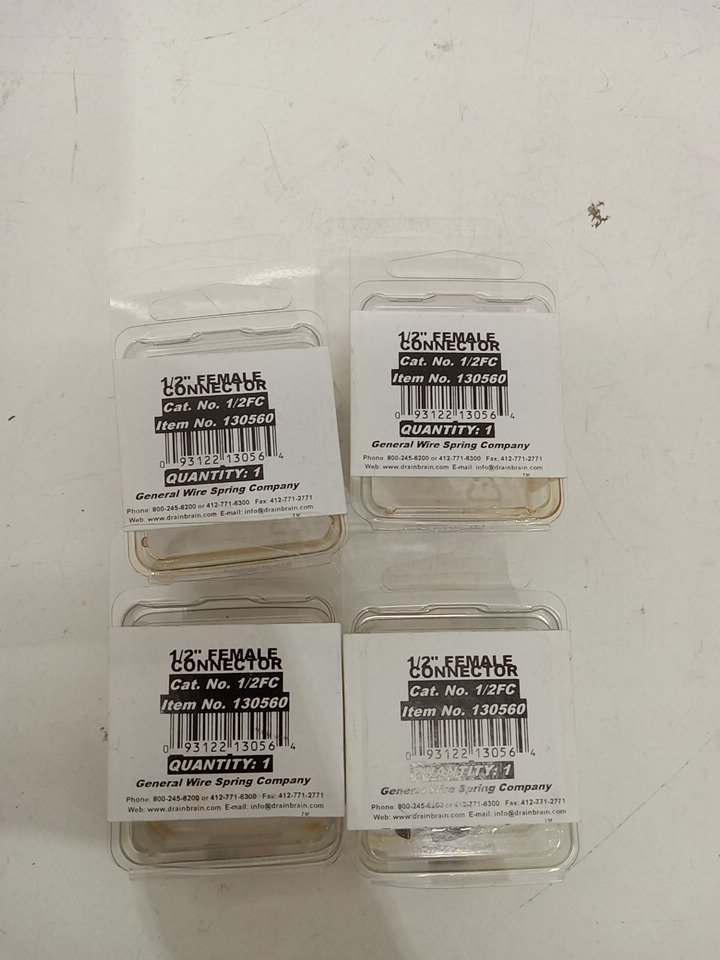 1/2" FEMALE
CONNECTOR
Cat. No. 1/2FC
Item No. 130560
0 93122 13056 4
QUANTITY: 1
General Wire Spring Company
Phone: 800-245-6200 or 412-771-6300 Fax: 412-771-2771
Web: www.drainbrain.com E-mail: info@drainbrain.com
TM
1/2" FEMALE
CONNECTOR
Cat. No. 1/2FC
Item No. 130560
0 93122 13056 4
QUANTITY: 1
General Wire Spring Company
Phone: 800-245-6200 or 412-771-6300 Fax: 412-771-2771
Web: www.drainbrain.com E-mail: info@drainbrain.com
TM
1/2" FEMALE
CONNECTOR
Cat. No. 1/2FC
Item No. 130560
0 93122 13056 4
QUANTITY: 1
General Wire Spring Company
Phone: 800-245-6200 or 412-771-6300 Fax: 412-771-2771
Web: www.drainbrain.com E-mail: info@drainbrain.com
TM
1/2" FEMALE
CONNECTOR
Cat. No. 1/2FC
Item No. 130560
0 93122 13056 4
QUANTITY: 1
General Wire Spring Company
Phone: 800-245-6200 or 412-771-6300 Fax: 412-771-2771
Web: www.drainbrain.com E-mail: info@drainbrain.com
TM